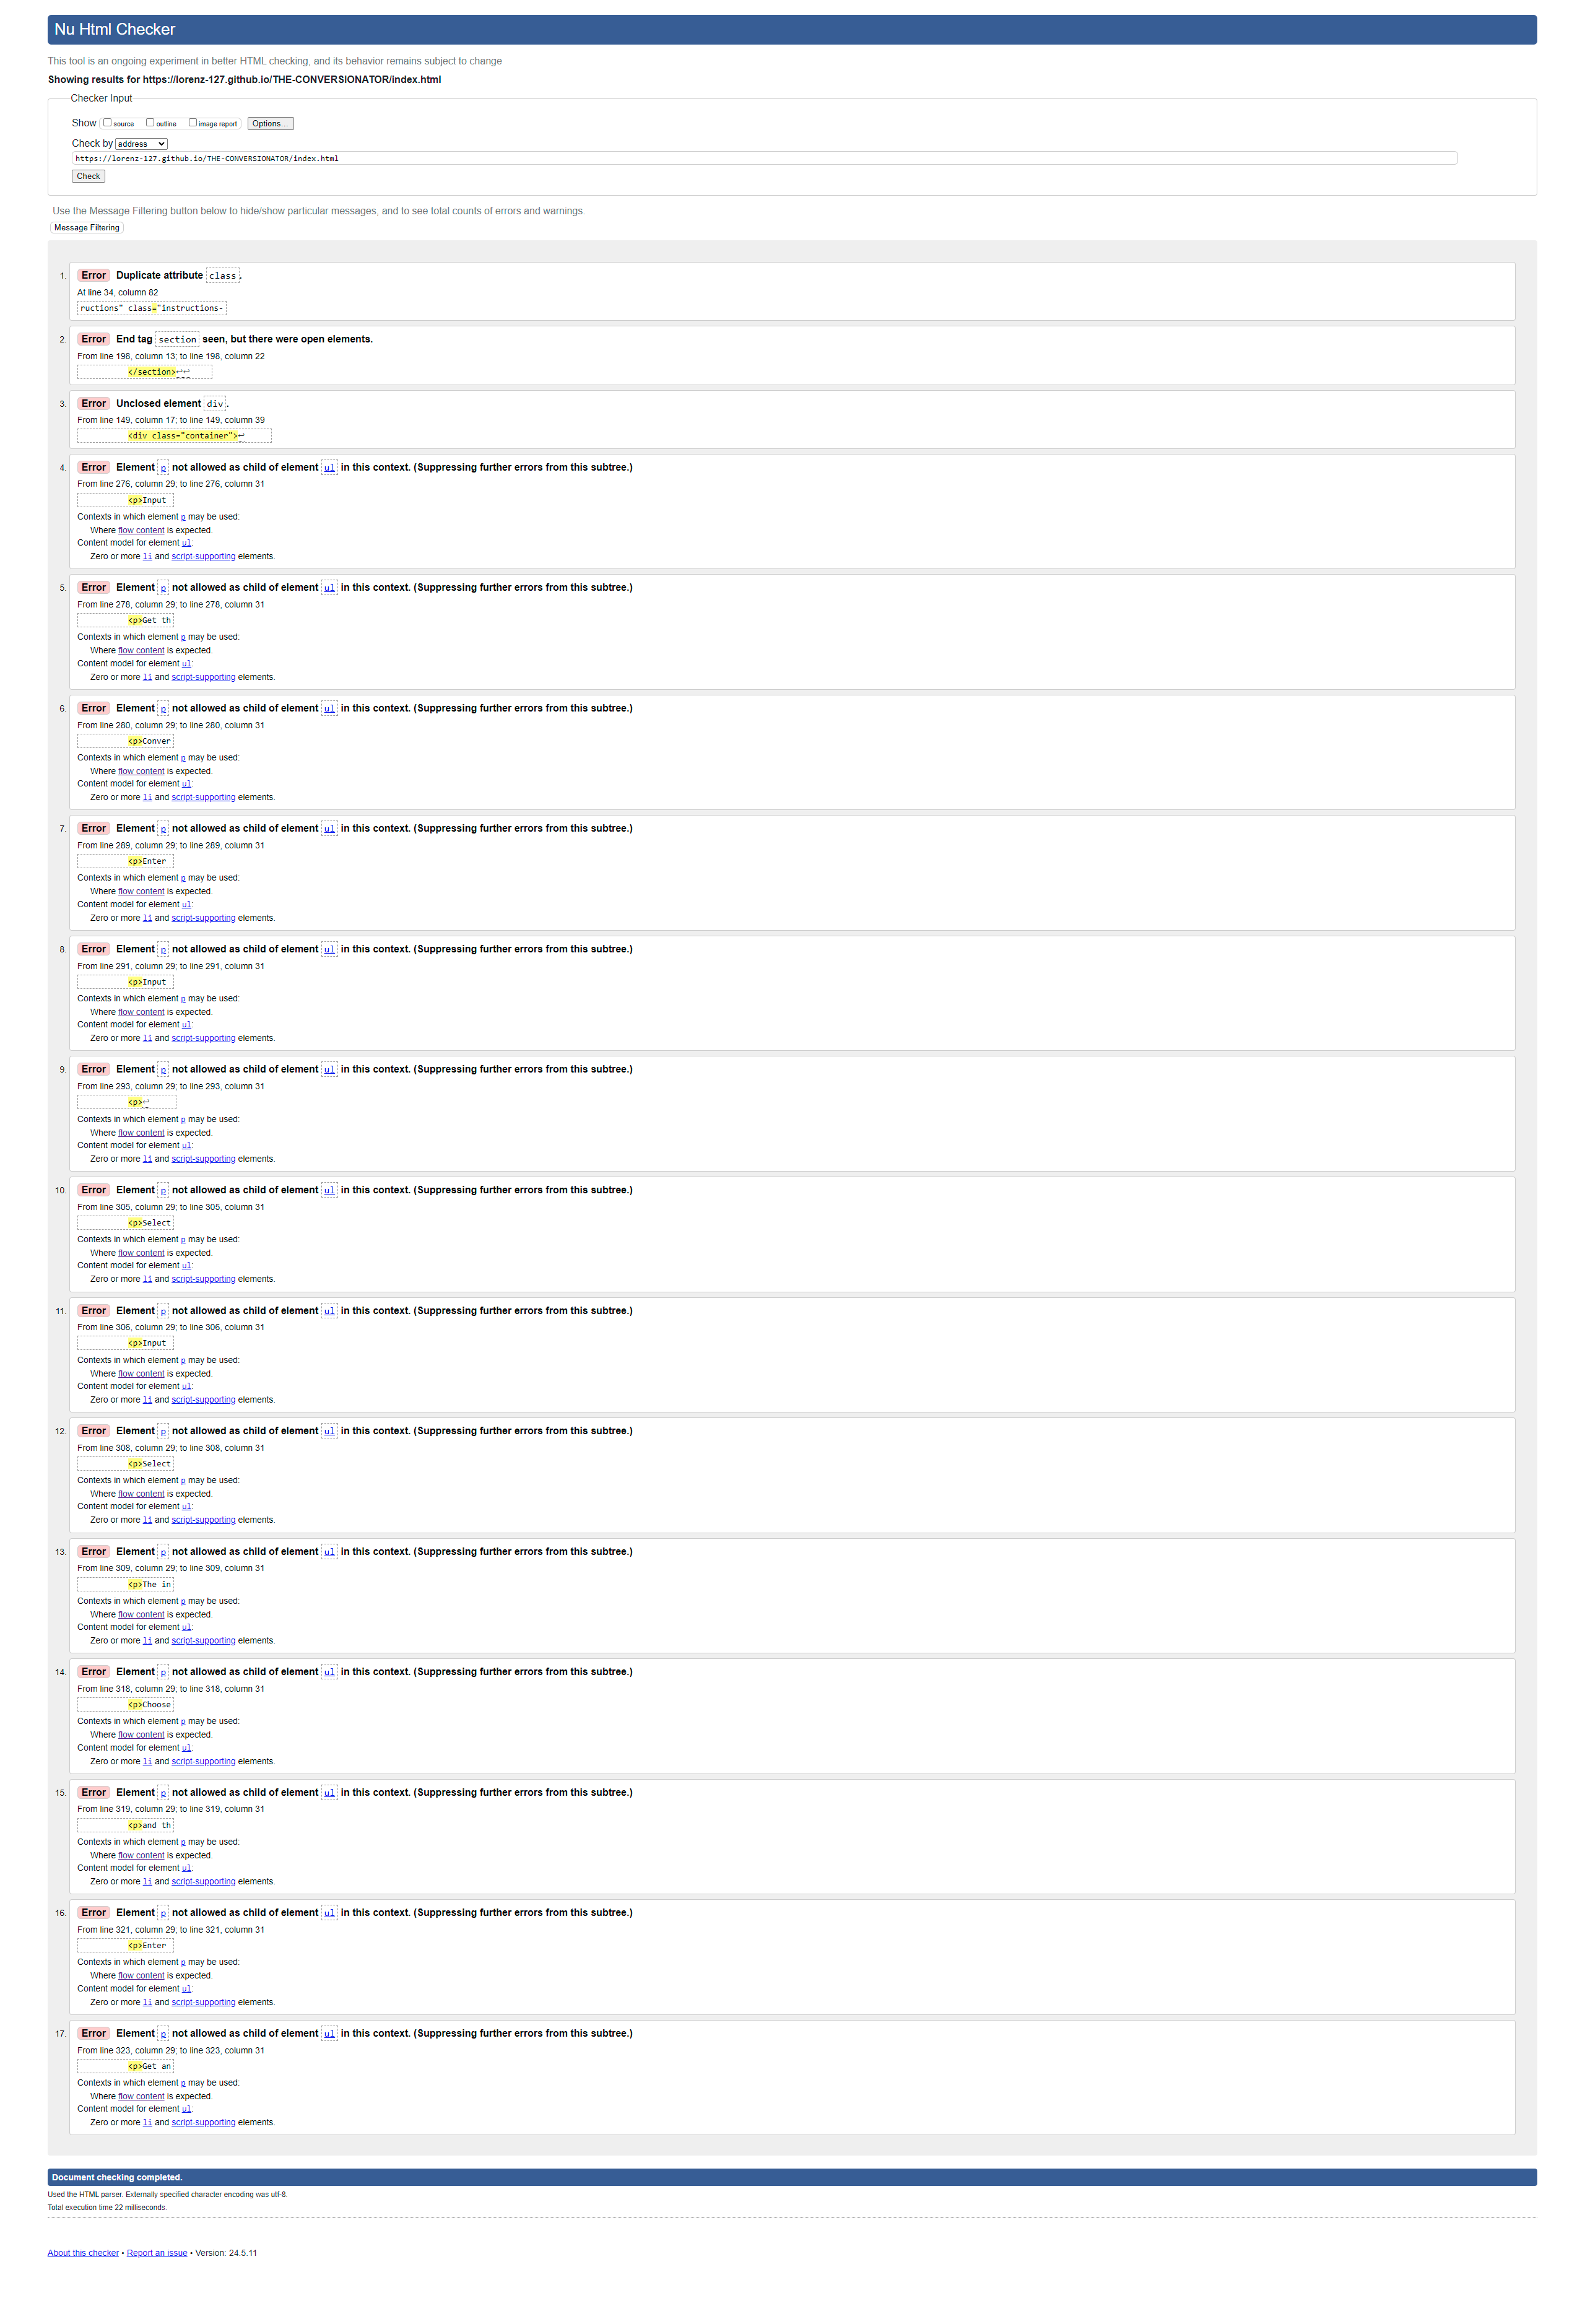 Nu Html Checker
This tool is an ongoing experiment in better HTML checking, and its behavior remains subject to change
Showing results for https://lorenz-127.github.io/THE-CONVERSIONATOR/index.html
Checker Input
Show source outline image report Options...
Check by address
https://lorenz-127.github.io/THE-CONVERSIONATOR/index.html
Check
Use the Message Filtering button below to hide/show particular messages, and to see total counts of errors and warnings.
Message Filtering
1. Error Duplicate attribute class.
At line 34, column 82
ructions" class="instructions-
2. Error End tag section seen, but there were open elements.
From line 198, column 13; to line 198, column 22
</section>↩↩
3. Error Unclosed element div.
From line 149, column 17; to line 149, column 39
<div class="container">↩
4. Error Element p not allowed as child of element ul in this context. (Suppressing further errors from this subtree.)
From line 276, column 29; to line 276, column 31
<p>Input
Contexts in which element p may be used:
Where flow content is expected.
Content model for element ul:
Zero or more li and script-supporting elements.
5. Error Element p not allowed as child of element ul in this context. (Suppressing further errors from this subtree.)
From line 278, column 29; to line 278, column 31
<p>Get th
Contexts in which element p may be used:
Where flow content is expected.
Content model for element ul:
Zero or more li and script-supporting elements.
6. Error Element p not allowed as child of element ul in this context. (Suppressing further errors from this subtree.)
From line 280, column 29; to line 280, column 31
<p>Conver
Contexts in which element p may be used:
Where flow content is expected.
Content model for element ul:
Zero or more li and script-supporting elements.
7. Error Element p not allowed as child of element ul in this context. (Suppressing further errors from this subtree.)
From line 289, column 29; to line 289, column 31
<p>Enter
Contexts in which element p may be used:
Where flow content is expected.
Content model for element ul:
Zero or more li and script-supporting elements.
8. Error Element p not allowed as child of element ul in this context. (Suppressing further errors from this subtree.)
From line 291, column 29; to line 291, column 31
<p>Input
Contexts in which element p may be used:
Where flow content is expected.
Content model for element ul:
Zero or more li and script-supporting elements.
9. Error Element p not allowed as child of element ul in this context. (Suppressing further errors from this subtree.)
From line 293, column 29; to line 293, column 31
<p>↩
Contexts in which element p may be used:
Where flow content is expected.
Content model for element ul:
Zero or more li and script-supporting elements.
10. Error Element p not allowed as child of element ul in this context. (Suppressing further errors from this subtree.)
From line 305, column 29; to line 305, column 31
<p>Select
Contexts in which element p may be used:
Where flow content is expected.
Content model for element ul:
Zero or more li and script-supporting elements.
11. Error Element p not allowed as child of element ul in this context. (Suppressing further errors from this subtree.)
From line 306, column 29; to line 306, column 31
<p>Input
Contexts in which element p may be used:
Where flow content is expected.
Content model for element ul:
Zero or more li and script-supporting elements.
12. Error Element p not allowed as child of element ul in this context. (Suppressing further errors from this subtree.)
From line 308, column 29; to line 308, column 31
<p>Select
Contexts in which element p may be used:
Where flow content is expected.
Content model for element ul:
Zero or more li and script-supporting elements.
13. Error Element p not allowed as child of element ul in this context. (Suppressing further errors from this subtree.)
From line 309, column 29; to line 309, column 31
<p>The in
Contexts in which element p may be used:
Where flow content is expected.
Content model for element ul:
Zero or more li and script-supporting elements.
14. Error Element p not allowed as child of element ul in this context. (Suppressing further errors from this subtree.)
From line 318, column 29; to line 318, column 31
<p>Choose
Contexts in which element p may be used:
Where flow content is expected.
Content model for element ul:
Zero or more li and script-supporting elements.
15. Error Element p not allowed as child of element ul in this context. (Suppressing further errors from this subtree.)
From line 319, column 29; to line 319, column 31
<p>and th
Contexts in which element p may be used:
Where flow content is expected.
Content model for element ul:
Zero or more li and script-supporting elements.
16. Error Element p not allowed as child of element ul in this context. (Suppressing further errors from this subtree.)
From line 321, column 29; to line 321, column 31
<p>Enter
Contexts in which element p may be used:
Where flow content is expected.
Content model for element ul:
Zero or more li and script-supporting elements.
17. Error Element p not allowed as child of element ul in this context. (Suppressing further errors from this subtree.)
From line 323, column 29; to line 323, column 31
<p>Get an
Contexts in which element p may be used:
Where flow content is expected.
Content model for element ul:
Zero or more li and script-supporting elements.
Document checking completed.
Used the HTML parser. Externally specified character encoding was utf-8.
Total execution time 22 milliseconds.
About this checker • Report an issue • Version: 24.5.11